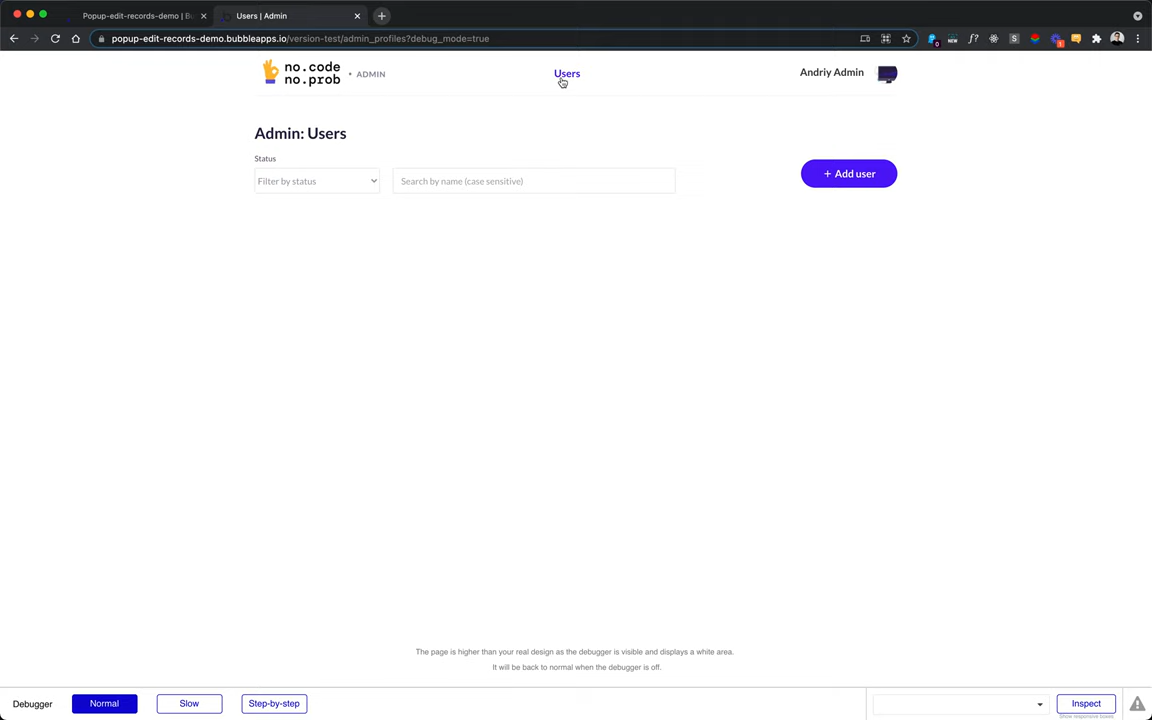 Popup-edit-records-demo | B
Users | Admin
popup-edit-records-demo.bubbleapps.io/version-test/admin_profiles?debug_mode=true
no.code
no.prob
• ADMIN
Users
Andriy Admin
Admin: Users
Status
Filter by status
Search by name (case sensitive)
+ Add user
The page is higher than your real design as the debugger is visible and displays a white area.
It will be back to normal when the debugger is off.
Debugger
Normal
Slow
Step-by-step
Inspect
Show responsive boxes